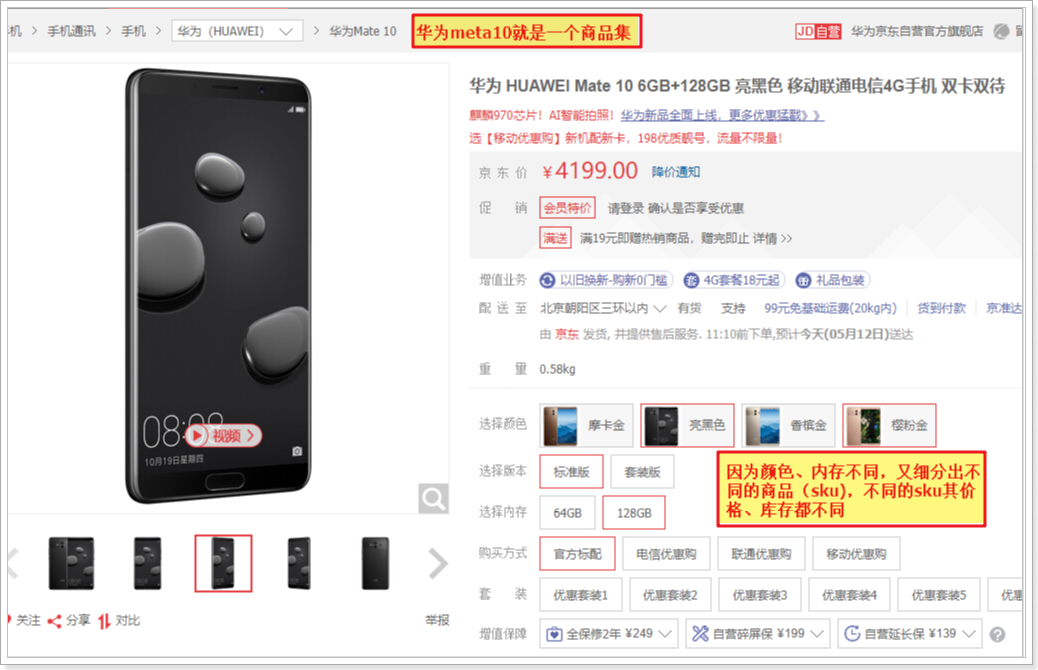 机 > 手机通讯 > 手机 > 华为（HUAWEI） > 华为Mate 10
华为meta10就是一个商品集
JD自营 华为京东自营官方旗舰店
华为 HUAWEI Mate 10 6GB+128GB 亮黑色 移动联通电信4G手机 双卡双待
麒麟970芯片！AI智能拍照！华为新品全面上线，更多优惠猛戳》》
选【移动优惠购】新机配新卡，198优质靓号，流量不限量！
京东价 ￥4199.00 降价通知
促销 会员特价 请登录 确认是否享受优惠
满送 满19元即赠热销商品，赠完即止 详情 >>
增值业务 以旧换新-购新0门槛 4G套餐18元起 礼品包装
配送至 北京朝阳区三环以内 有货 支持 99元免基础运费(20kg内) 货到付款 京准达
由 京东 发货, 并提供售后服务. 11:10前下单,预计今天(05月12日)送达
重量 0.58kg
选择颜色 摩卡金 亮黑色 香槟金 樱粉金
选择版本 标准版 套装版
因为颜色、内存不同，又细分出不
同的商品（sku)，不同的sku其价
格、库存都不同
选择内存 64GB 128GB
购买方式 官方标配 电信优惠购 联通优惠购 移动优惠购
套装 优惠套装1 优惠套装2 优惠套装3 优惠套装4 优惠套装5 优惠
增值保障 全保修2年 ¥249 自营碎屏保 ¥199 自营延长保 ¥139
08:08
10月19日星期四
视频 >
关注 分享 对比 举报